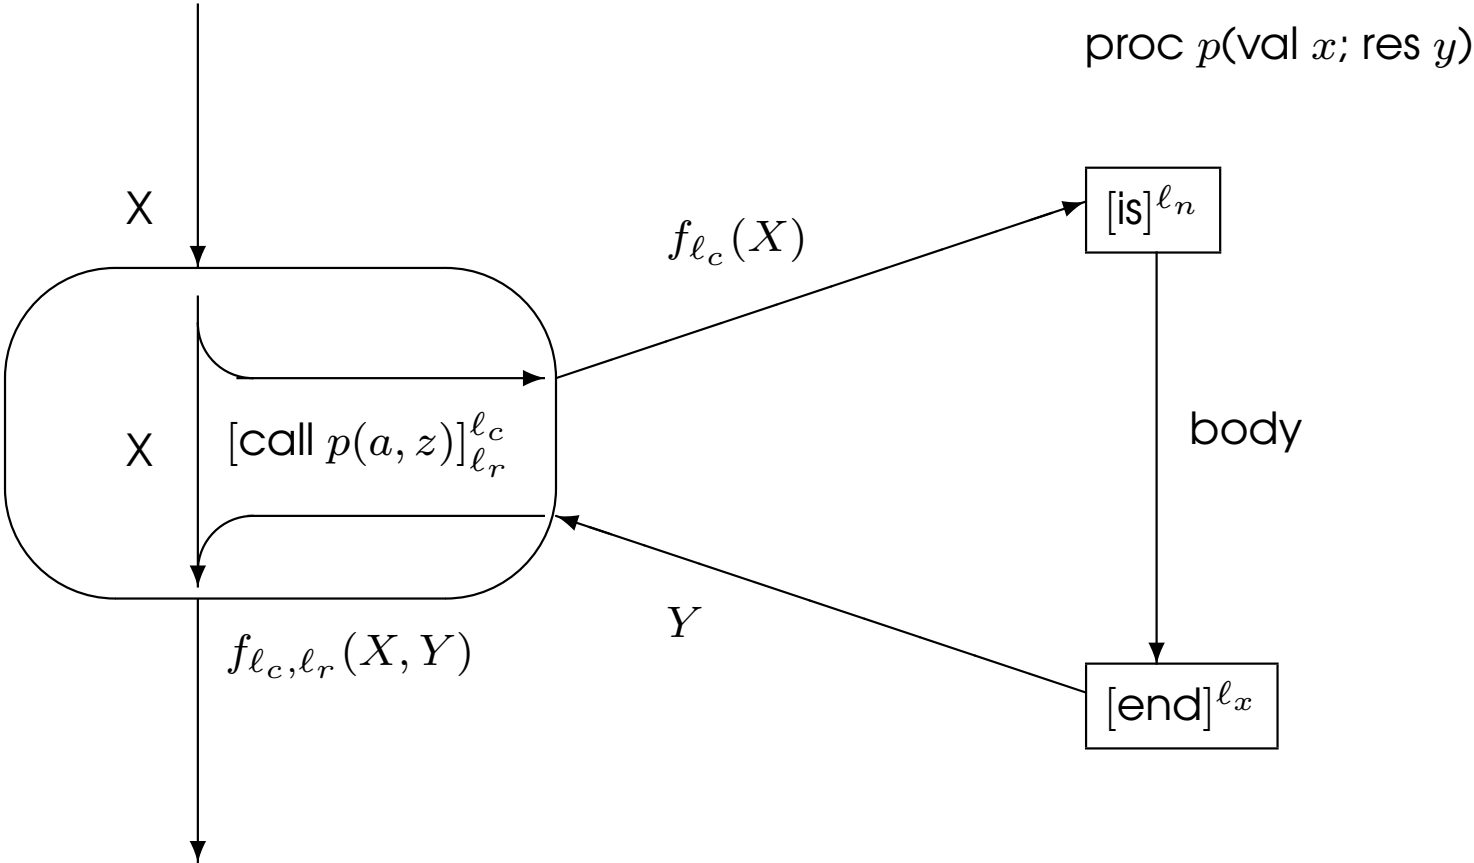 proc p(val x; res y)
X
f_{ℓ_c}(X)
[is]^{ℓ_n}
X
[call p(a, z)]^{ℓ_c}_{ℓ_r}
body
Y
f_{ℓ_c,ℓ_r}(X, Y)
[end]^{ℓ_x}